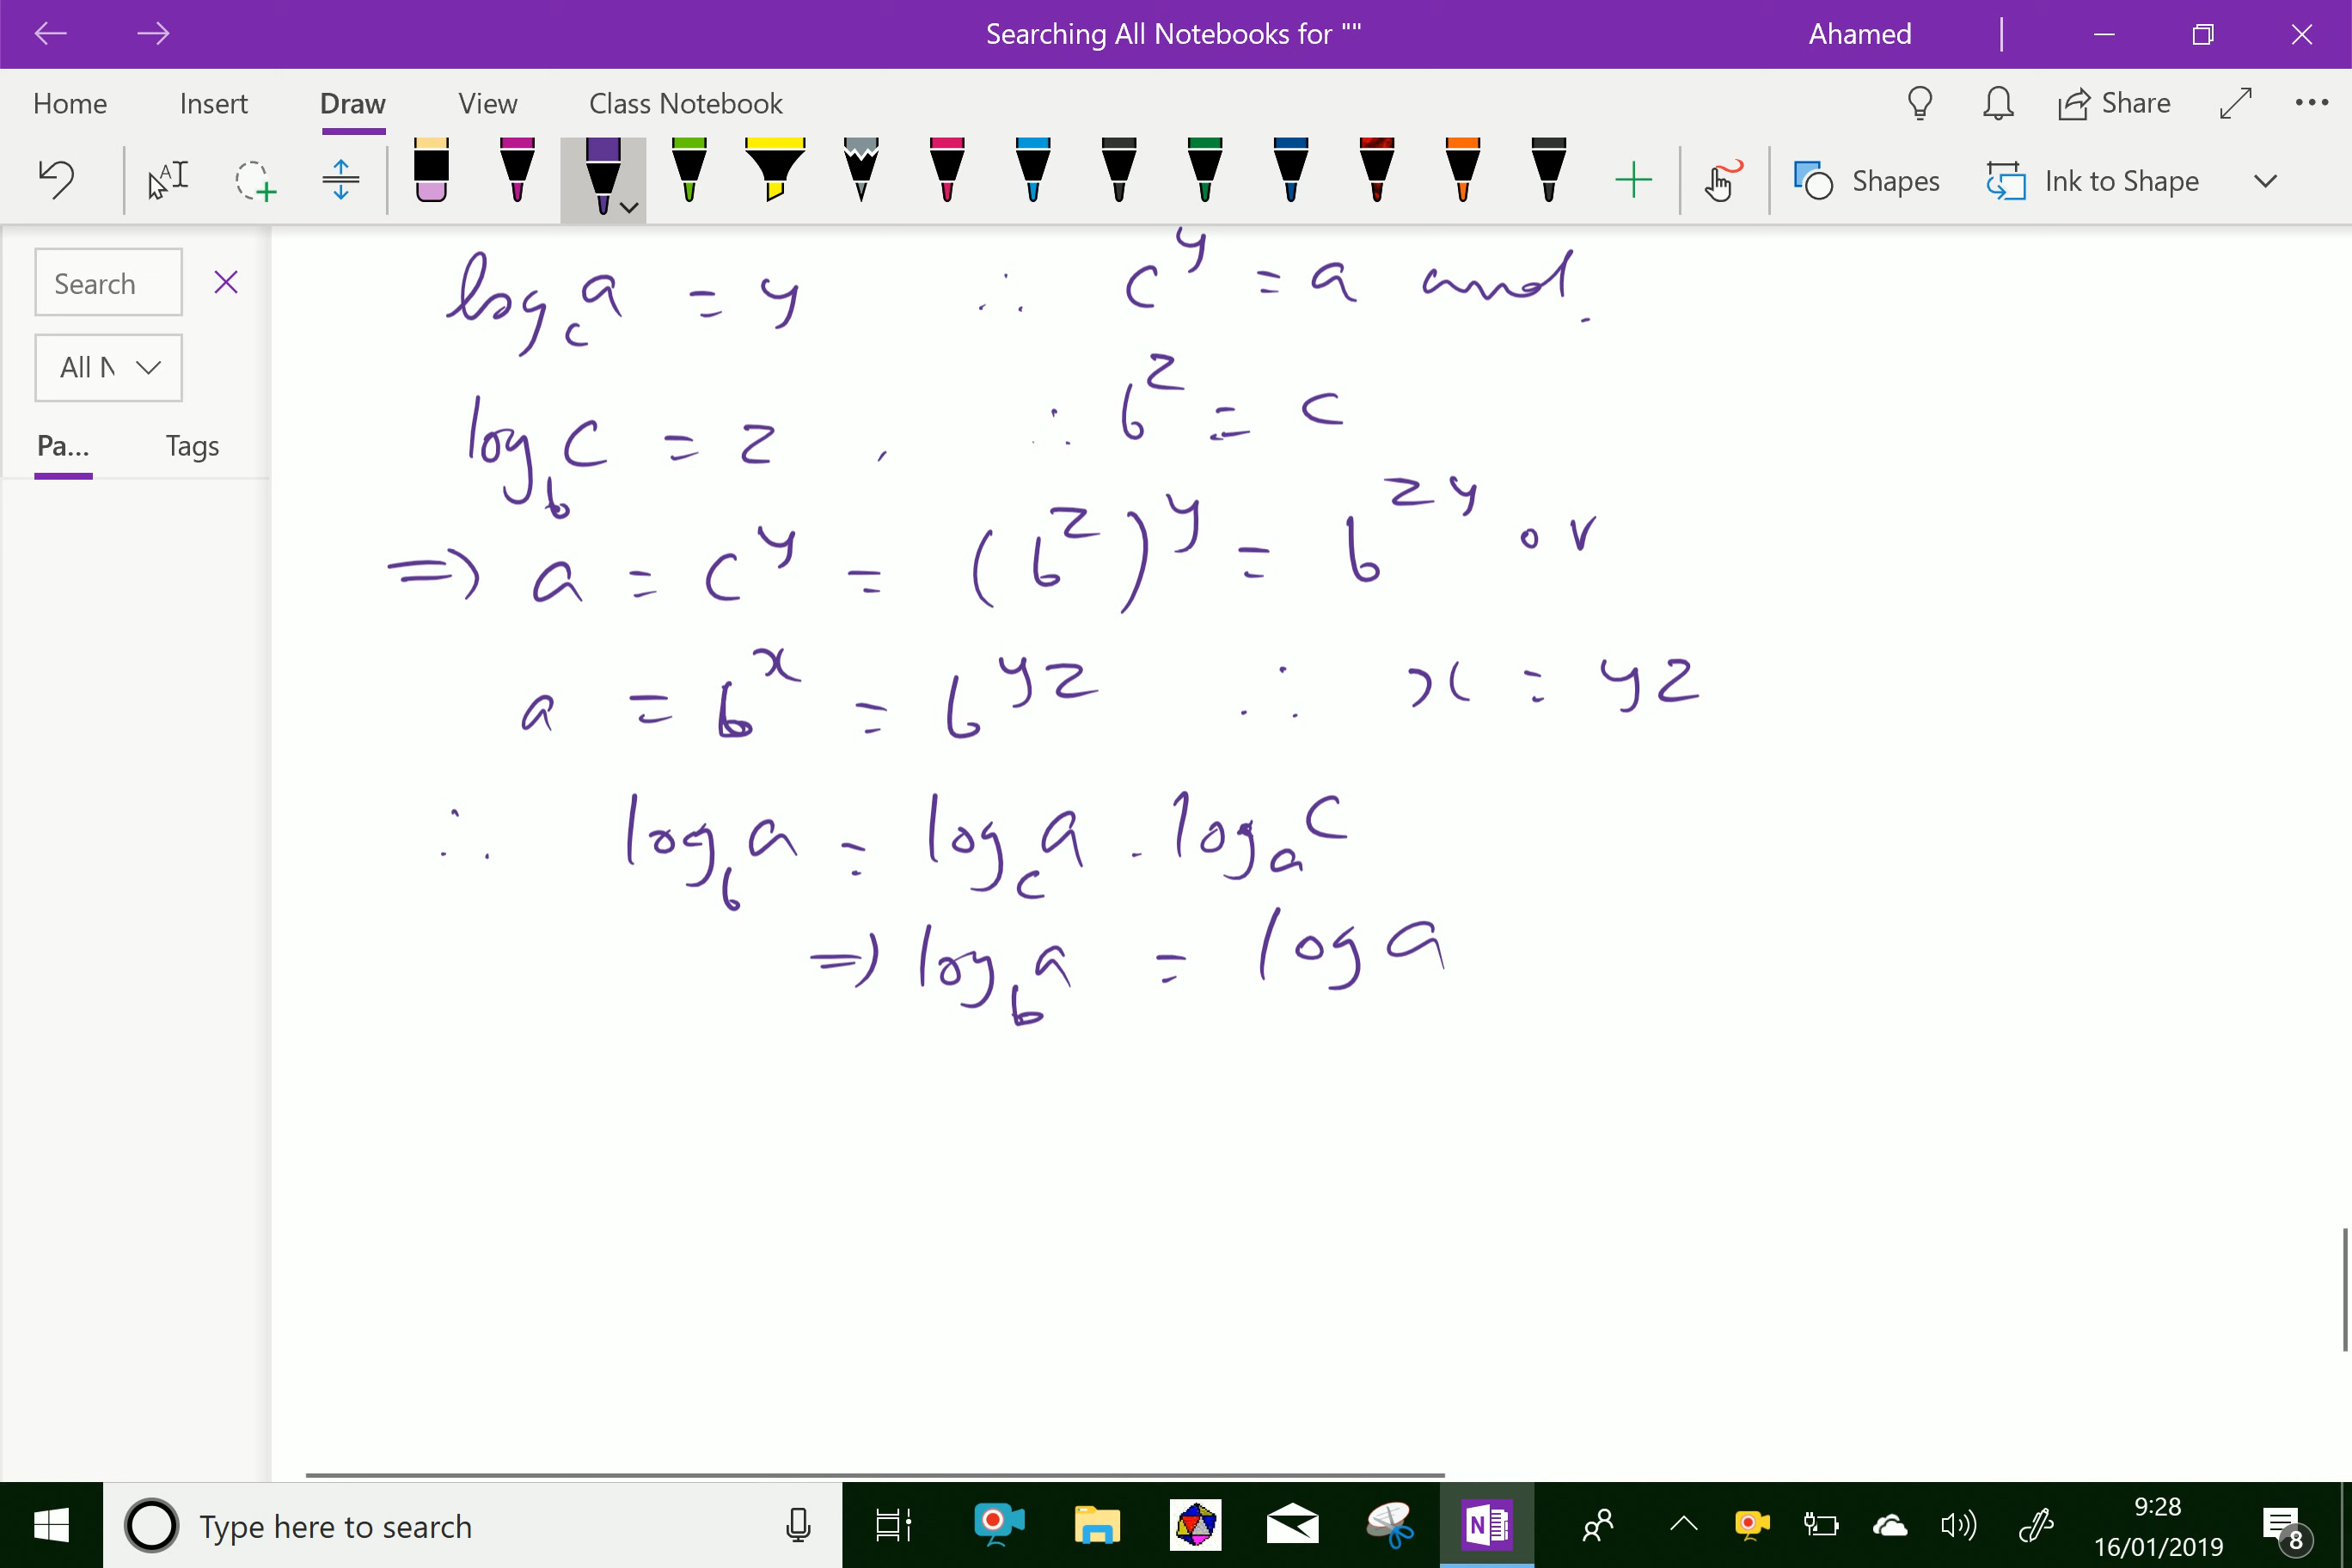 Searching All Notebooks for ""
Ahamed
Home Insert Draw View Class Notebook
Share
Shapes
Ink to Shape
Search
All N
Pa... Tags
log_c a = y ∴ c^y = a and.
log_b c = z , ∴ b^z = c
⇒ a = c^y = (b^z)^y = b^{zy} or
a = b^x = b^{yz} ∴ x = yz
∴ log_b a = log_c a . log_a c
⇒ log_b a = log a
Type here to search
N
9:28
16/01/2019
8